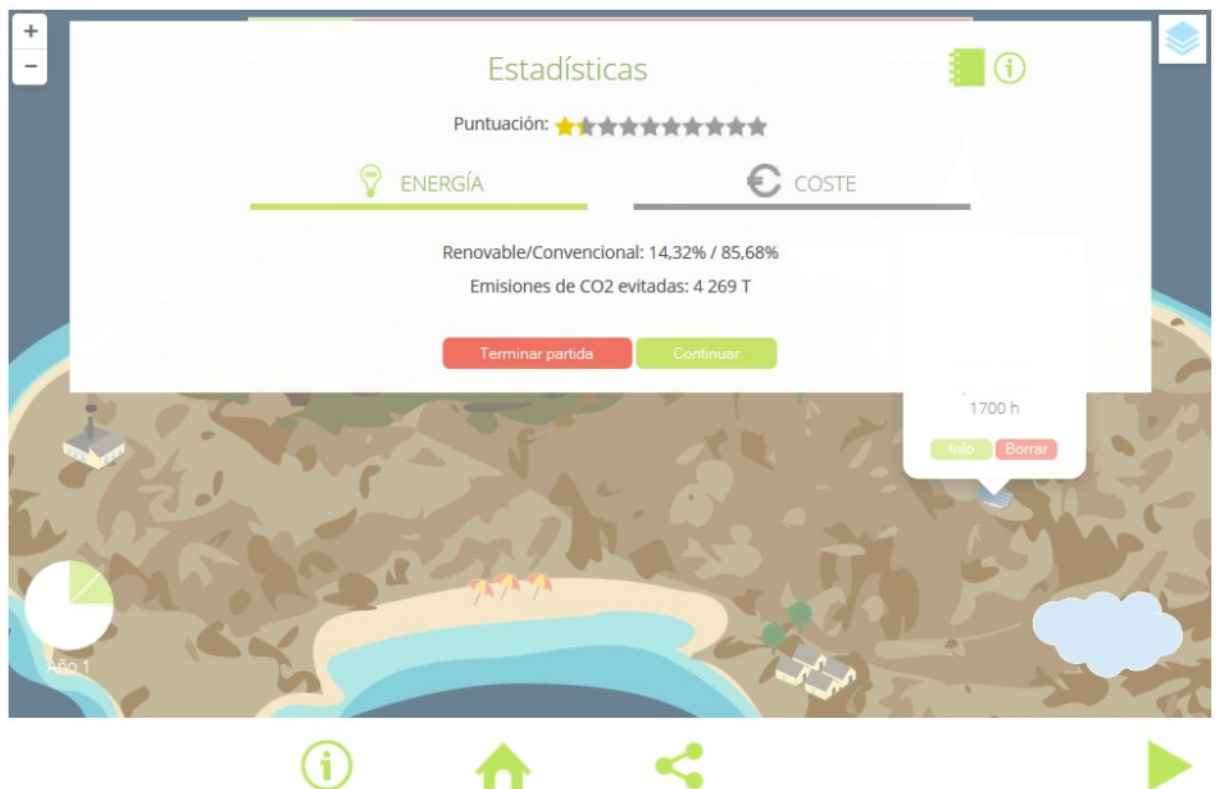 +
−
Estadísticas
Puntuación:
ENERGÍA
€ COSTE
Renovable/Convencional: 14,32% / 85,68%
Emisiones de CO2 evitadas: 4 269 T
Terminar partida
Continuar
1700 h
Info
Borrar
Año 1